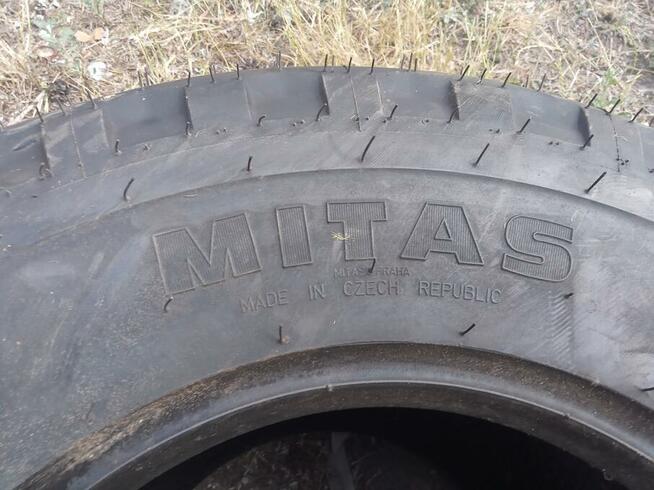 MITAS
MITAS PRAHA
MADE IN CZECH REPUBLIC